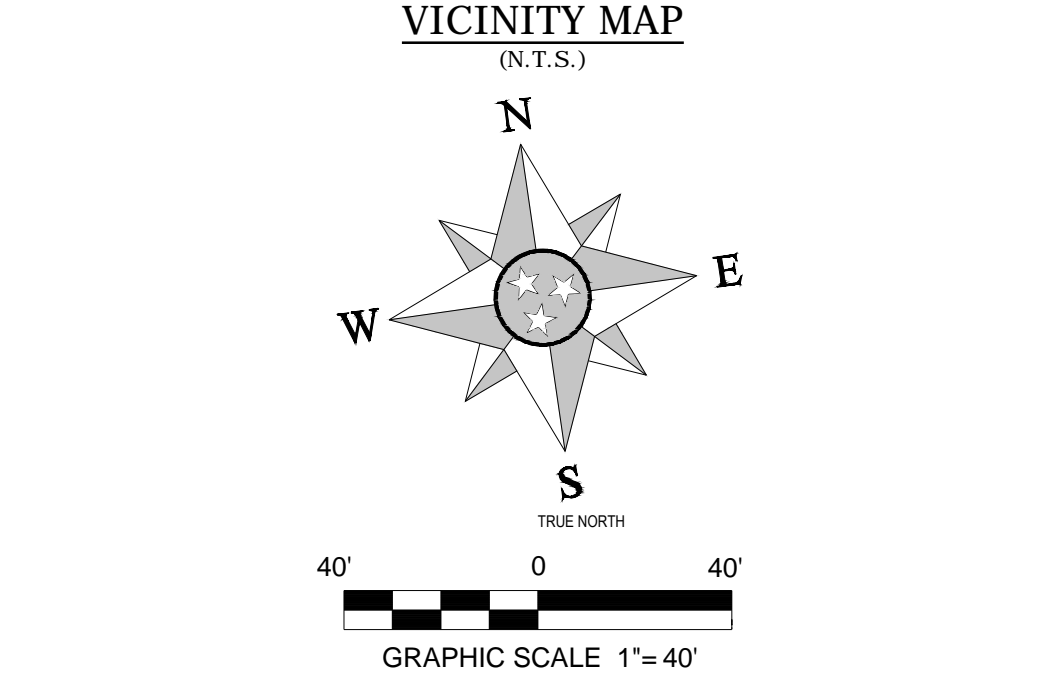 VICINITY MAP
(N.T.S.)
N
E
W
S
TRUE NORTH
40' 0 40'
GRAPHIC SCALE 1"= 40'